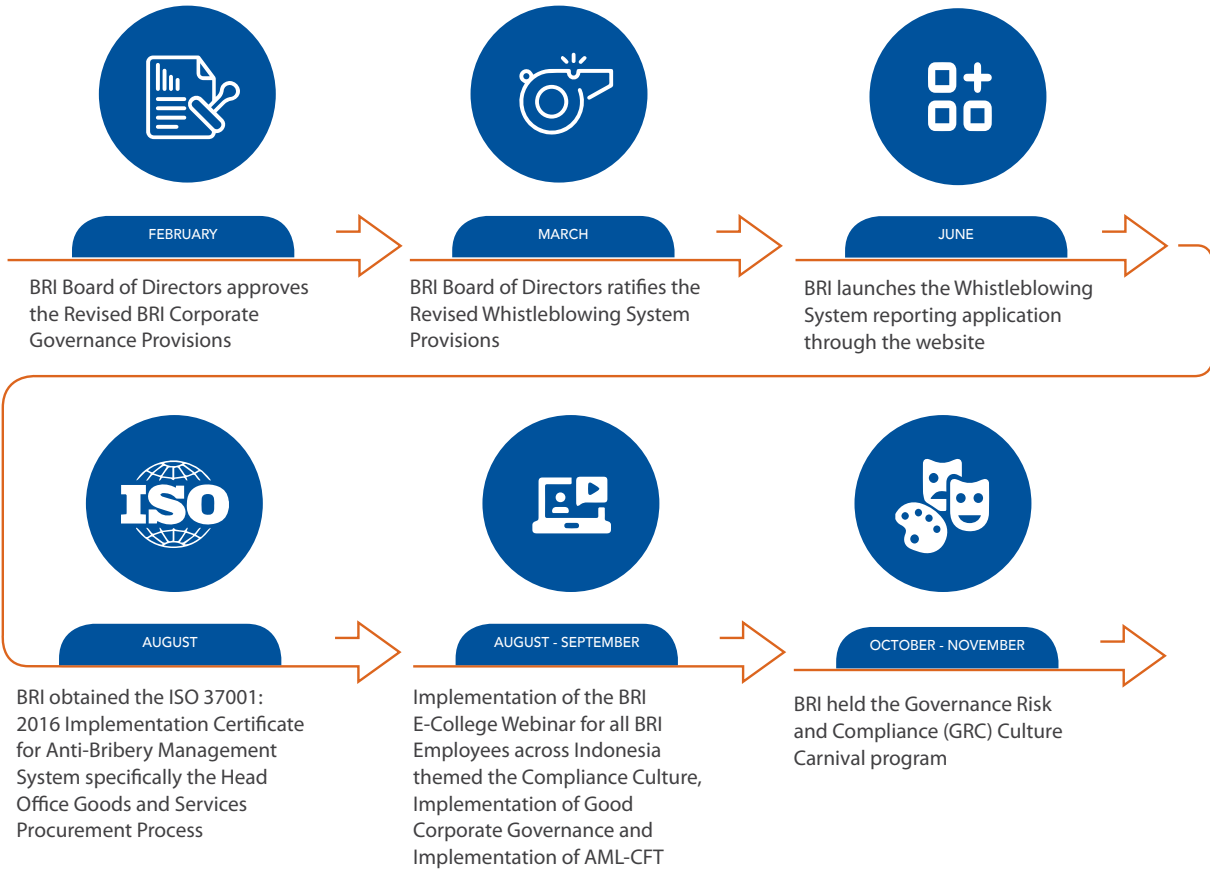 FEBRUARY
BRI Board of Directors approves
the Revised BRI Corporate
Governance Provisions
MARCH
BRI Board of Directors ratifies the
Revised Whistleblowing System
Provisions
JUNE
BRI launches the Whistleblowing
System reporting application
through the website
ISO
AUGUST
BRI obtained the ISO 37001:
2016 Implementation Certificate
for Anti-Bribery Management
System specifically the Head
Office Goods and Services
Procurement Process
AUGUST - SEPTEMBER
Implementation of the BRI
E-College Webinar for all BRI
Employees across Indonesia
themed the Compliance Culture,
Implementation of Good
Corporate Governance and
Implementation of AML-CFT
OCTOBER - NOVEMBER
BRI held the Governance Risk
and Compliance (GRC) Culture
Carnival program